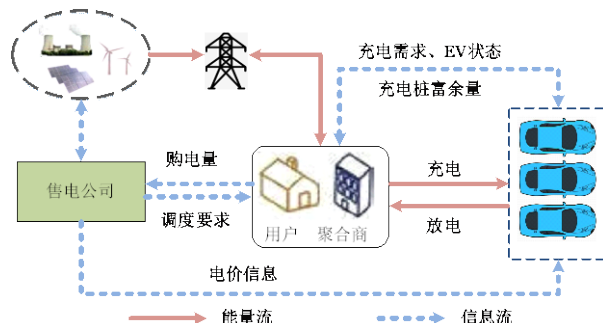 充电需求、EV状态
充电桩富余量
购电量
售电公司
调度要求
用户
聚合商
充电
放电
电价信息
能量流
信息流